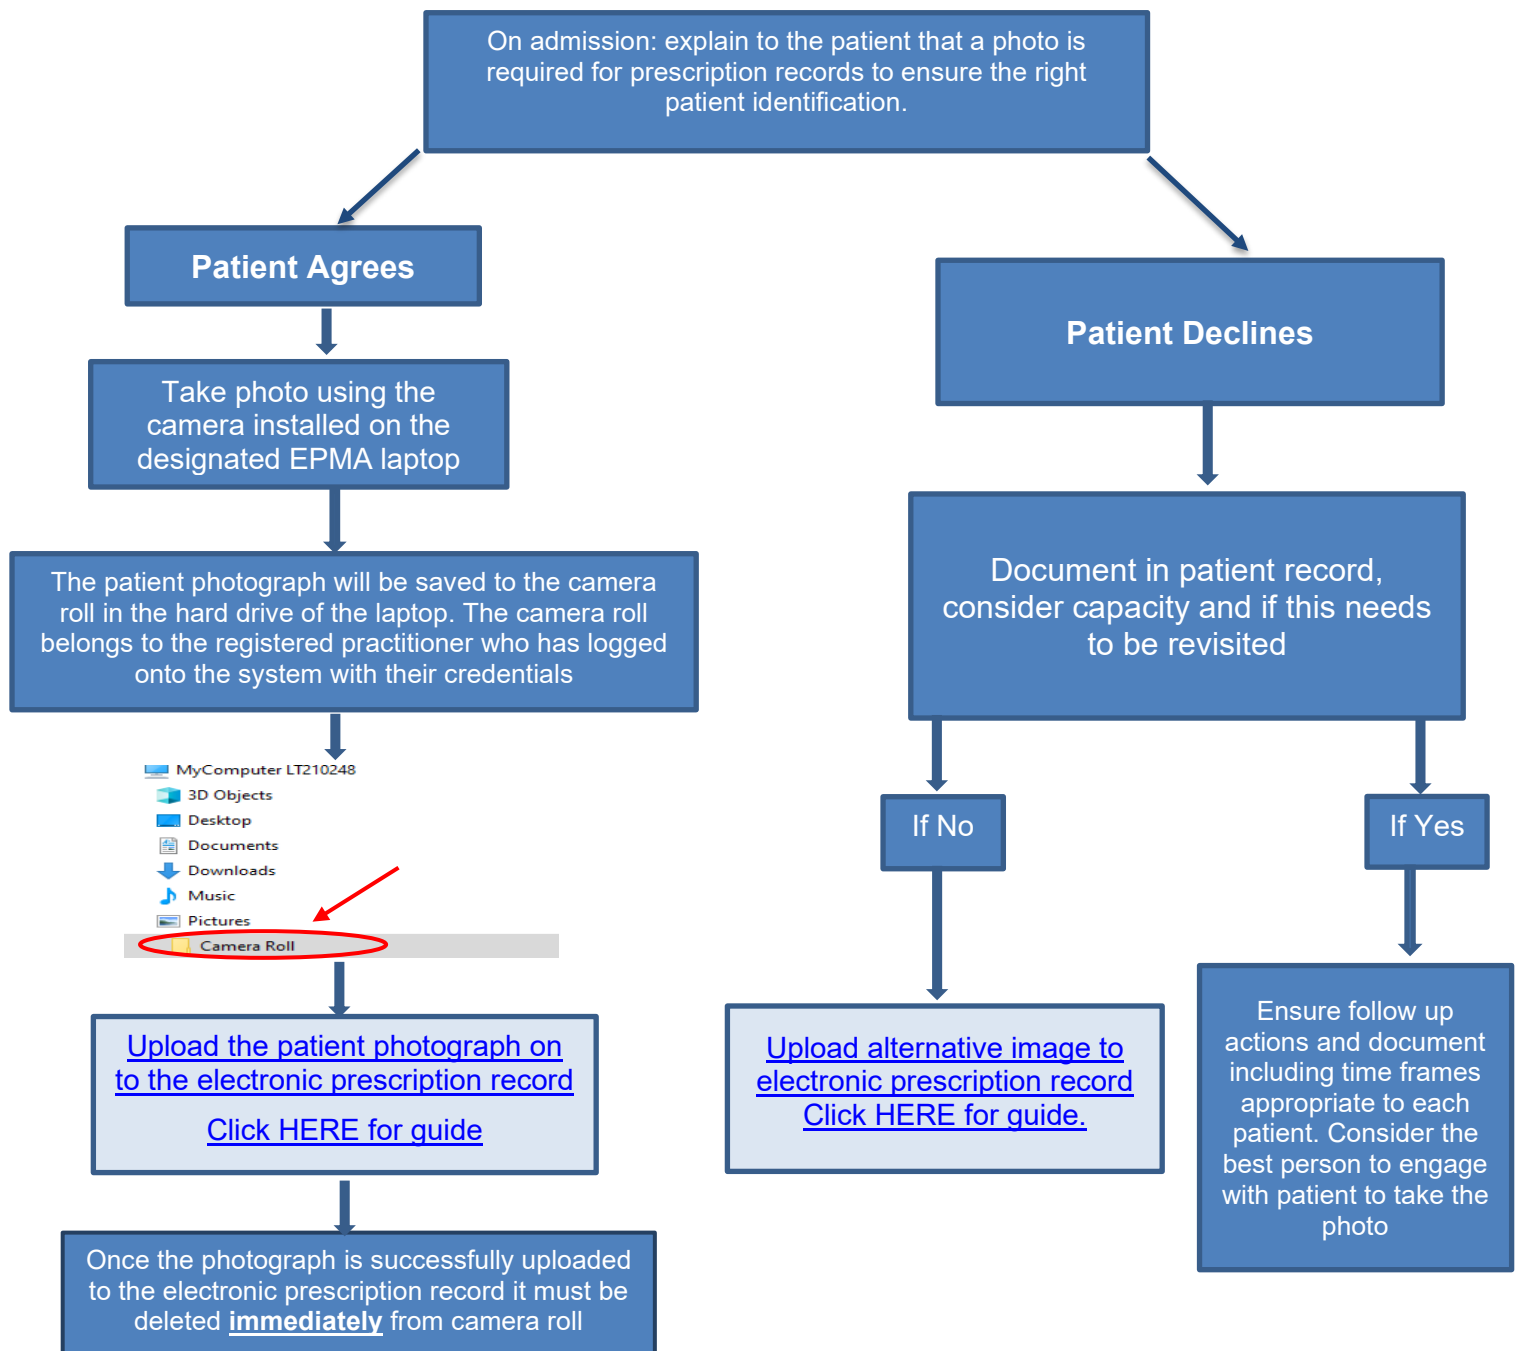 On admission: explain to the patient that a photo is
required for prescription records to ensure the right
patient identification.
Patient Agrees
Patient Declines
Take photo using the
camera installed on the
designated EPMA laptop
The patient photograph will be saved to the camera
roll in the hard drive of the laptop. The camera roll
belongs to the registered practitioner who has logged
onto the system with their credentials
Document in patient record,
consider capacity and if this needs
to be revisited
MyComputer LT210248
3D Objects
Desktop
Documents
Downloads
Music
Pictures
Camera Roll
If No
If Yes
Upload the patient photograph on
to the electronic prescription record
Click HERE for guide
Upload alternative image to
electronic prescription record
Click HERE for guide.
Ensure follow up
actions and document
including time frames
appropriate to each
patient. Consider the
best person to engage
with patient to take the
photo
Once the photograph is successfully uploaded
to the electronic prescription record it must be
deleted immediately from camera roll